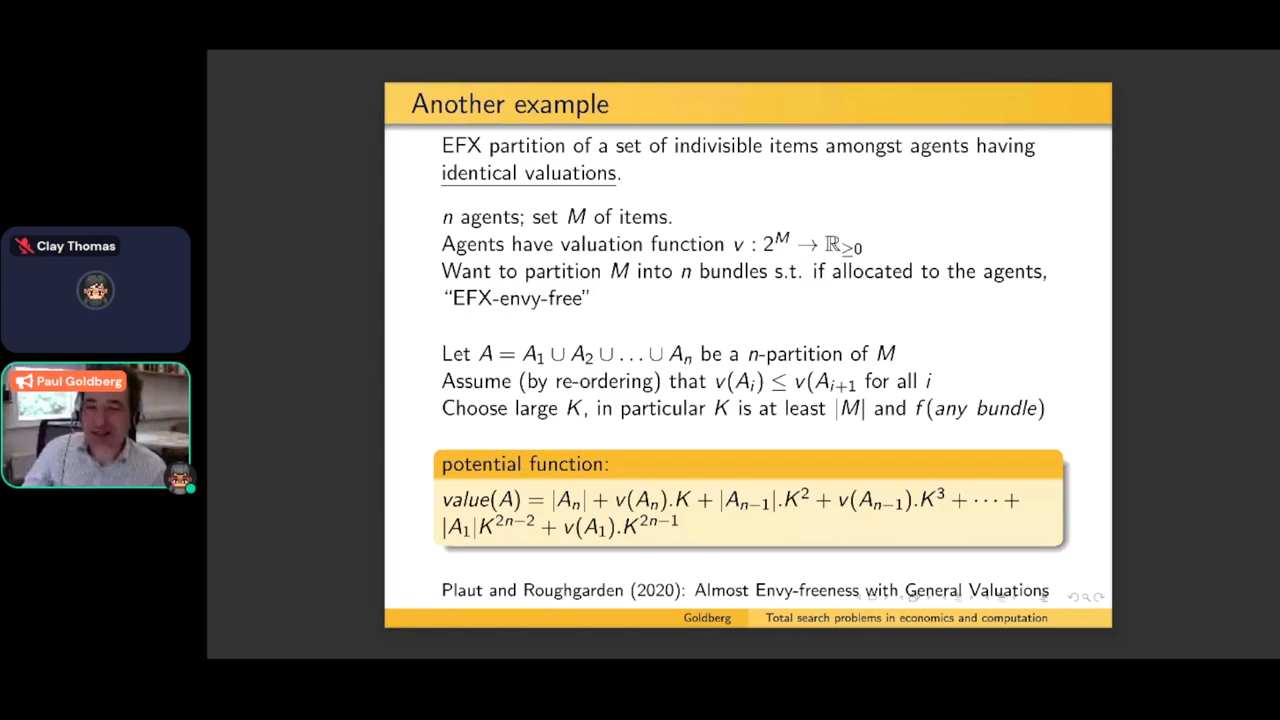 Another example
EFX partition of a set of indivisible items amongst agents having
identical valuations.
n agents; set M of items.
Agents have valuation function v : 2^M → ℝ≥0
Want to partition M into n bundles s.t. if allocated to the agents,
“EFX-envy-free”
Let A = A₁ ∪ A₂ ∪ … ∪ Aₙ be a n-partition of M
Assume (by re-ordering) that v(Aᵢ) ≤ v(Aᵢ₊₁ for all i
Choose large K, in particular K is at least |M| and f(any bundle)
potential function:
value(A) = |Aₙ| + v(Aₙ).K + |Aₙ₋₁|.K² + v(Aₙ₋₁).K³ + ⋯ +
|A₁|K²ⁿ⁻² + v(A₁).K²ⁿ⁻¹
Plaut and Roughgarden (2020): Almost Envy-freeness with General Valuations
Goldberg Total search problems in economics and computation
Clay Thomas
Paul Goldberg